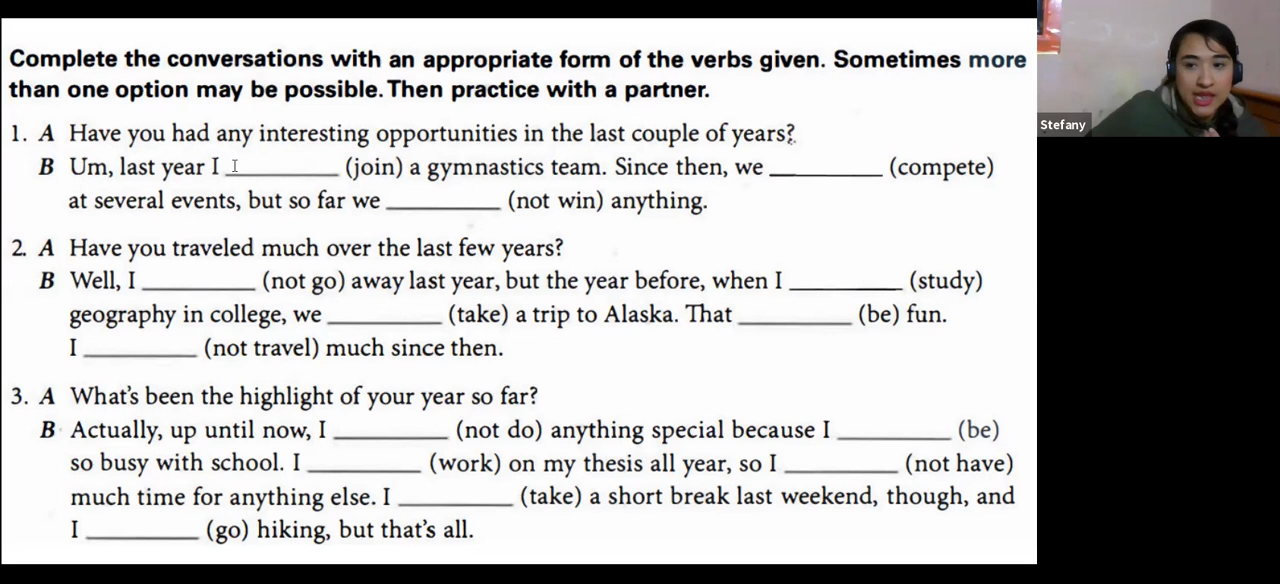 Complete the conversations with an appropriate form of the verbs given. Sometimes more
than one option may be possible. Then practice with a partner.
1. A Have you had any interesting opportunities in the last couple of years?
B Um, last year I __________ (join) a gymnastics team. Since then, we __________ (compete)
at several events, but so far we __________ (not win) anything.
2. A Have you traveled much over the last few years?
B Well, I __________ (not go) away last year, but the year before, when I __________ (study)
geography in college, we __________ (take) a trip to Alaska. That __________ (be) fun.
I __________ (not travel) much since then.
3. A What's been the highlight of your year so far?
B Actually, up until now, I __________ (not do) anything special because I __________ (be)
so busy with school. I __________ (work) on my thesis all year, so I __________ (not have)
much time for anything else. I __________ (take) a short break last weekend, though, and
I __________ (go) hiking, but that's all.
Stefany